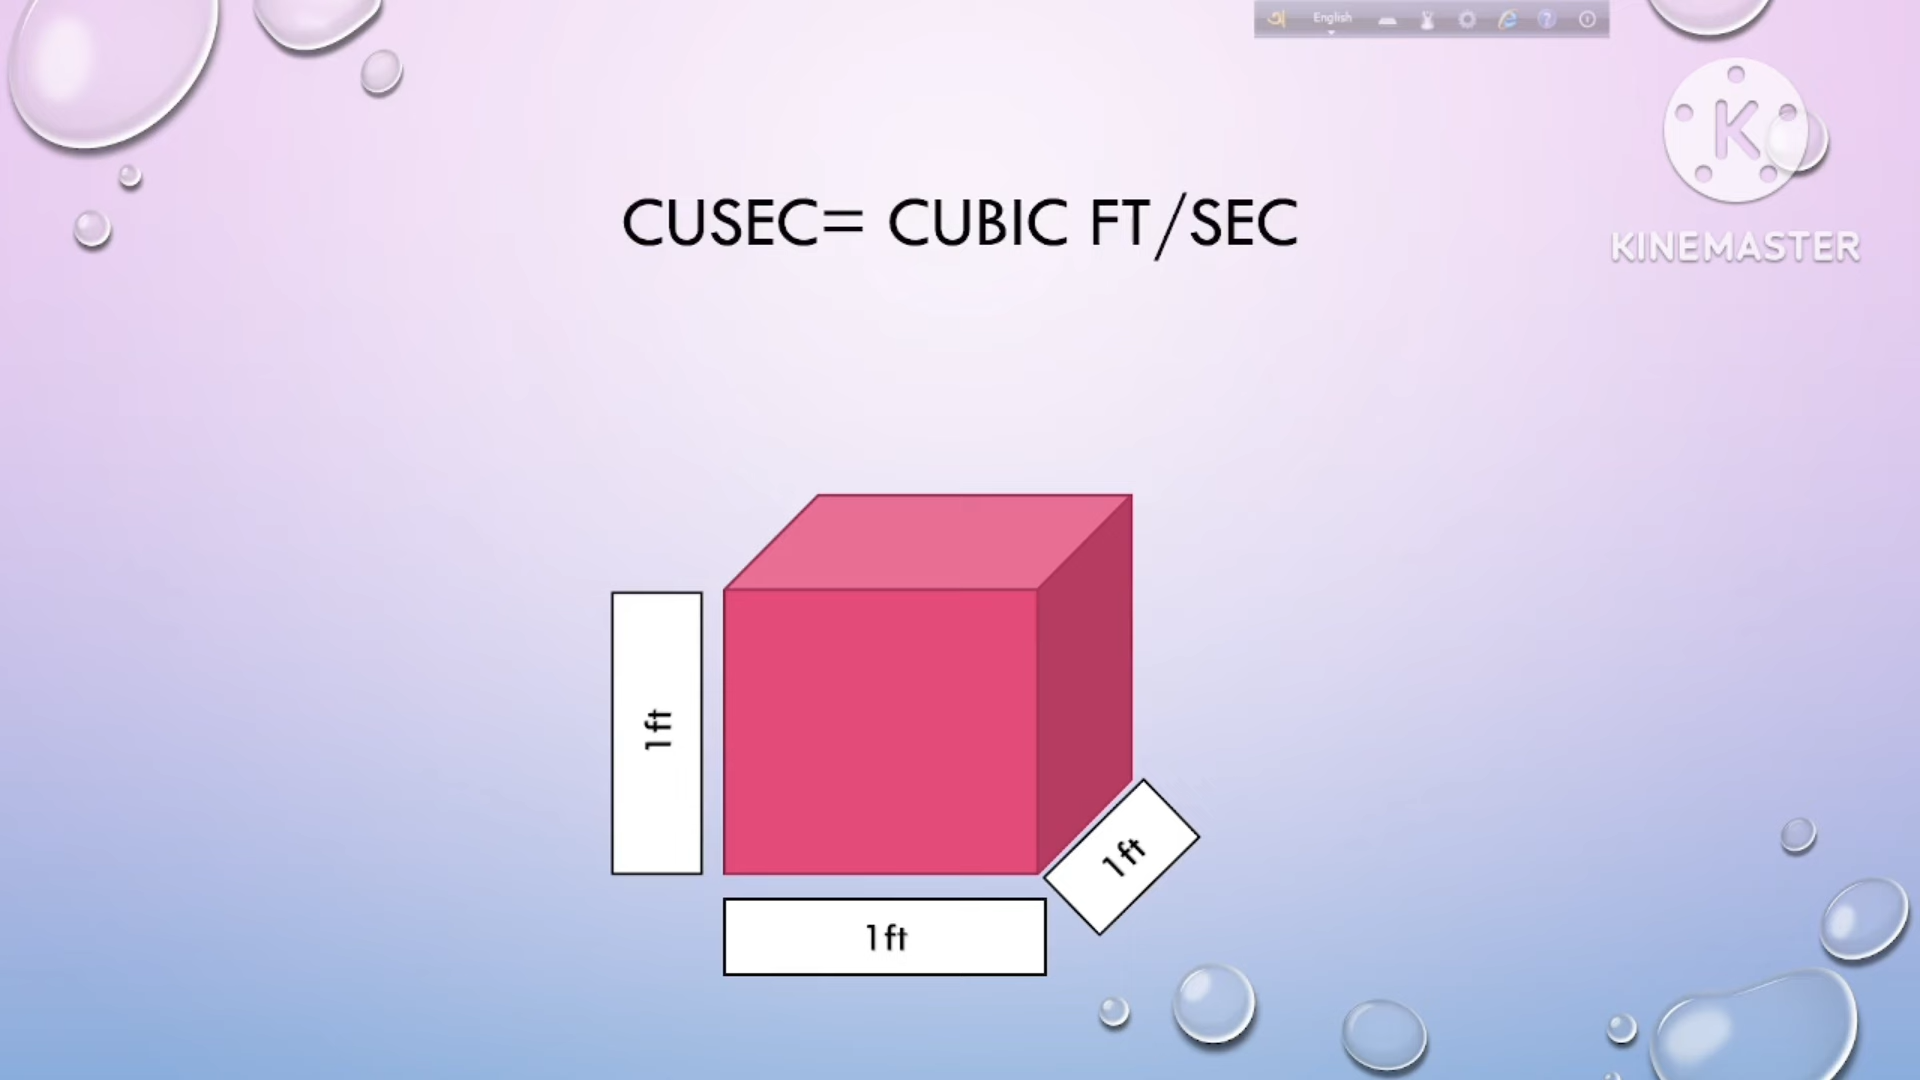 English
K
KINEMASTER
CUSEC= CUBIC FT/SEC
1ft
1ft
1ft